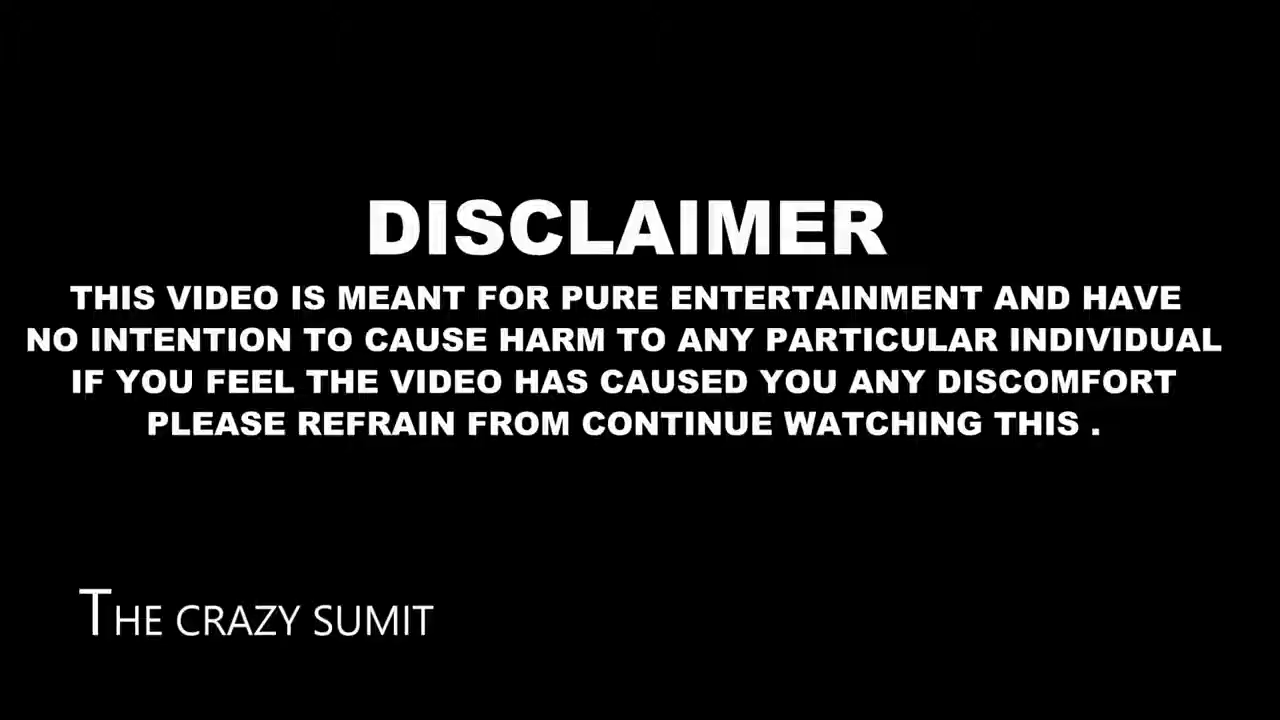 DISCLAIMER
THIS VIDEO IS MEANT FOR PURE ENTERTAINMENT AND HAVE
NO INTENTION TO CAUSE HARM TO ANY PARTICULAR INDIVIDUAL
IF YOU FEEL THE VIDEO HAS CAUSED YOU ANY DISCOMFORT
PLEASE REFRAIN FROM CONTINUE WATCHING THIS .
THE CRAZY SUMIT